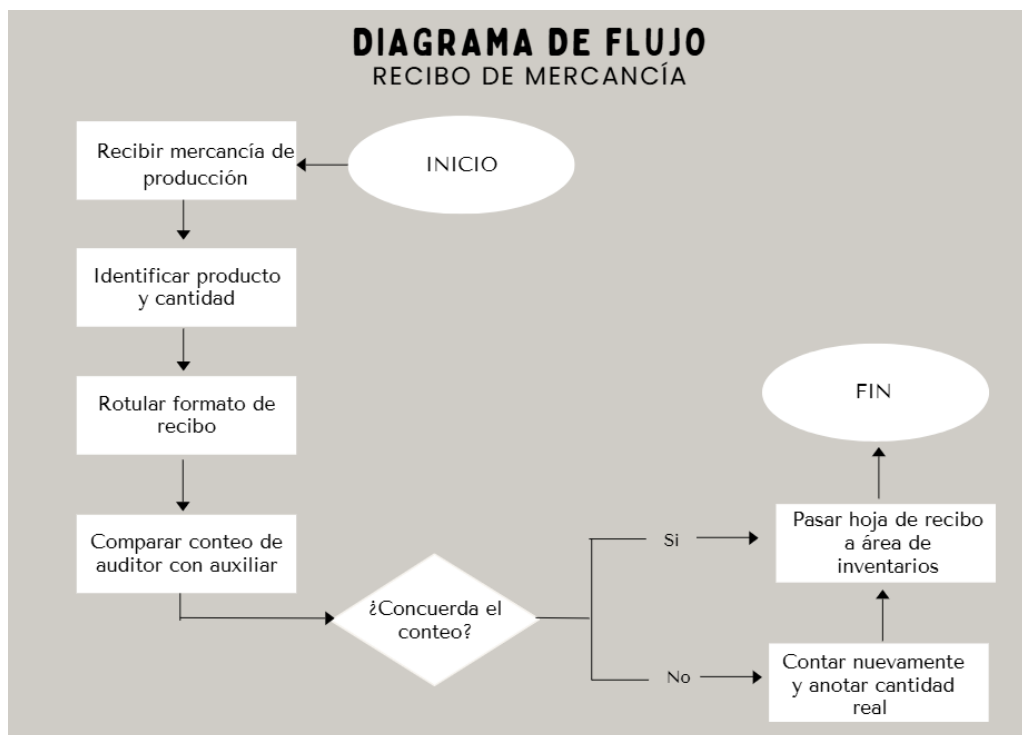 DIAGRAMA DE FLUJO
RECIBO DE MERCANCÍA
INICIO
Recibir mercancía de
producción
Identificar producto
y cantidad
Rotular formato de
recibo
Comparar conteo de
auditor con auxiliar
¿Concuerda el
conteo?
Si
Pasar hoja de recibo
a área de
inventarios
No
Contar nuevamente
y anotar cantidad
real
FIN